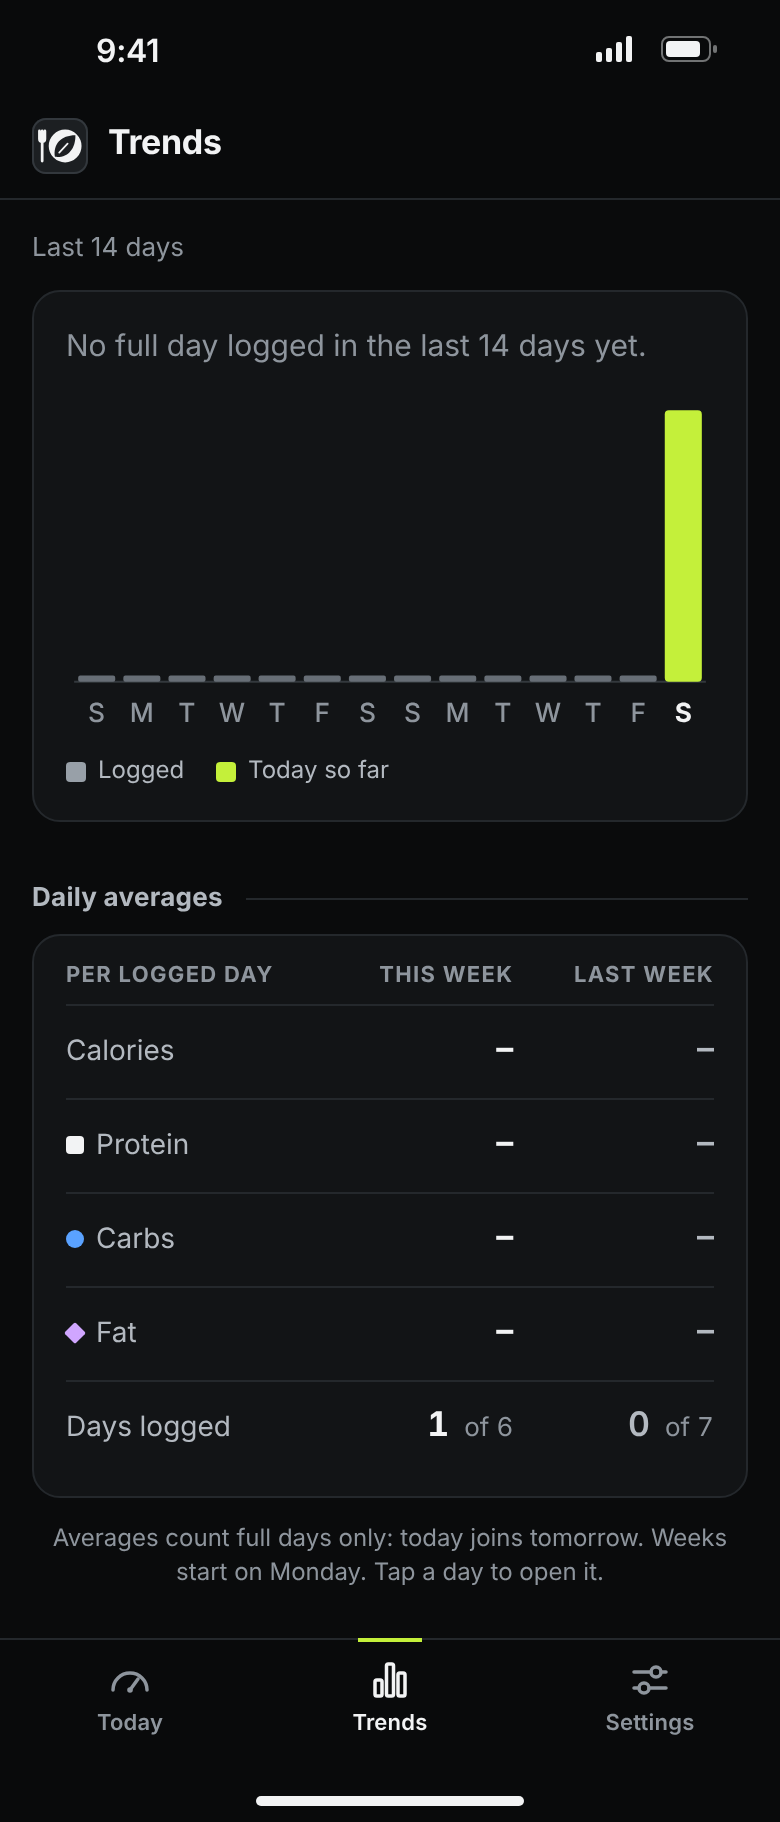 9:41
Trends
Last 14 days
No full day logged in the last 14 days yet.
S M T W T F S S M T W T F S
Logged Today so far
Daily averages
PER LOGGED DAY THIS WEEK LAST WEEK
Calories – –
Protein – –
Carbs – –
Fat – –
Days logged 1 of 6 0 of 7
Averages count full days only: today joins tomorrow. Weeks
start on Monday. Tap a day to open it.
Today Trends Settings